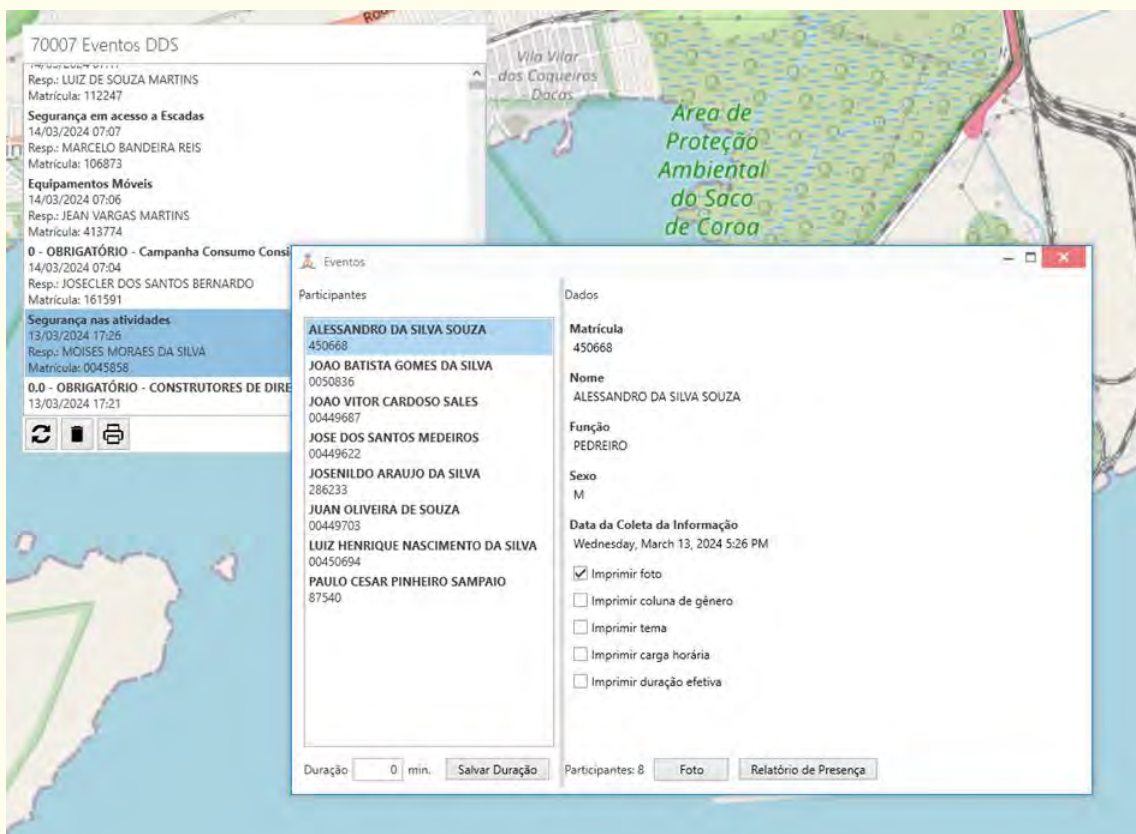 70007 Eventos DDS
Resp.: LUIZ DE SOUZA MARTINS
Matrícula: 112247
Segurança em acesso a Escadas
14/03/2024 07:07
Resp.: MARCELO BANDEIRA REIS
Matrícula: 106873
Equipamentos Móveis
14/03/2024 07:06
Resp.: JEAN VARGAS MARTINS
Matrícula: 413774
0 - OBRIGATÓRIO - Campanha Consumo Consi
14/03/2024 07:04
Resp.: JOSECLER DOS SANTOS BERNARDO
Matrícula: 161591
Segurança nas atividades
13/03/2024 17:26
Resp.: MOISES MORAES DA SILVA
Matrícula: 0045858
0.0 - OBRIGATÓRIO - CONSTRUTORES DE DIRE
13/03/2024 17:21
Vila Vilar
dos Coqueiros
Docas
Área de
Proteção
Ambiental
do Saco
de Coroa
Eventos
Participantes
ALESSANDRO DA SILVA SOUZA
450668
JOAO BATISTA GOMES DA SILVA
0050836
JOAO VITOR CARDOSO SALES
00449687
JOSE DOS SANTOS MEDEIROS
00449622
JOSENILDO ARAUJO DA SILVA
286233
JUAN OLIVEIRA DE SOUZA
00449703
LUIZ HENRIQUE NASCIMENTO DA SILVA
00450694
PAULO CESAR PINHEIRO SAMPAIO
87540
Duração 0 min. Salvar Duração
Dados
Matrícula
450668
Nome
ALESSANDRO DA SILVA SOUZA
Função
PEDREIRO
Sexo
M
Data da Coleta da Informação
Wednesday, March 13, 2024 5:26 PM
Imprimir foto
Imprimir coluna de gênero
Imprimir tema
Imprimir carga horária
Imprimir duração efetiva
Participantes: 8 Foto Relatório de Presença